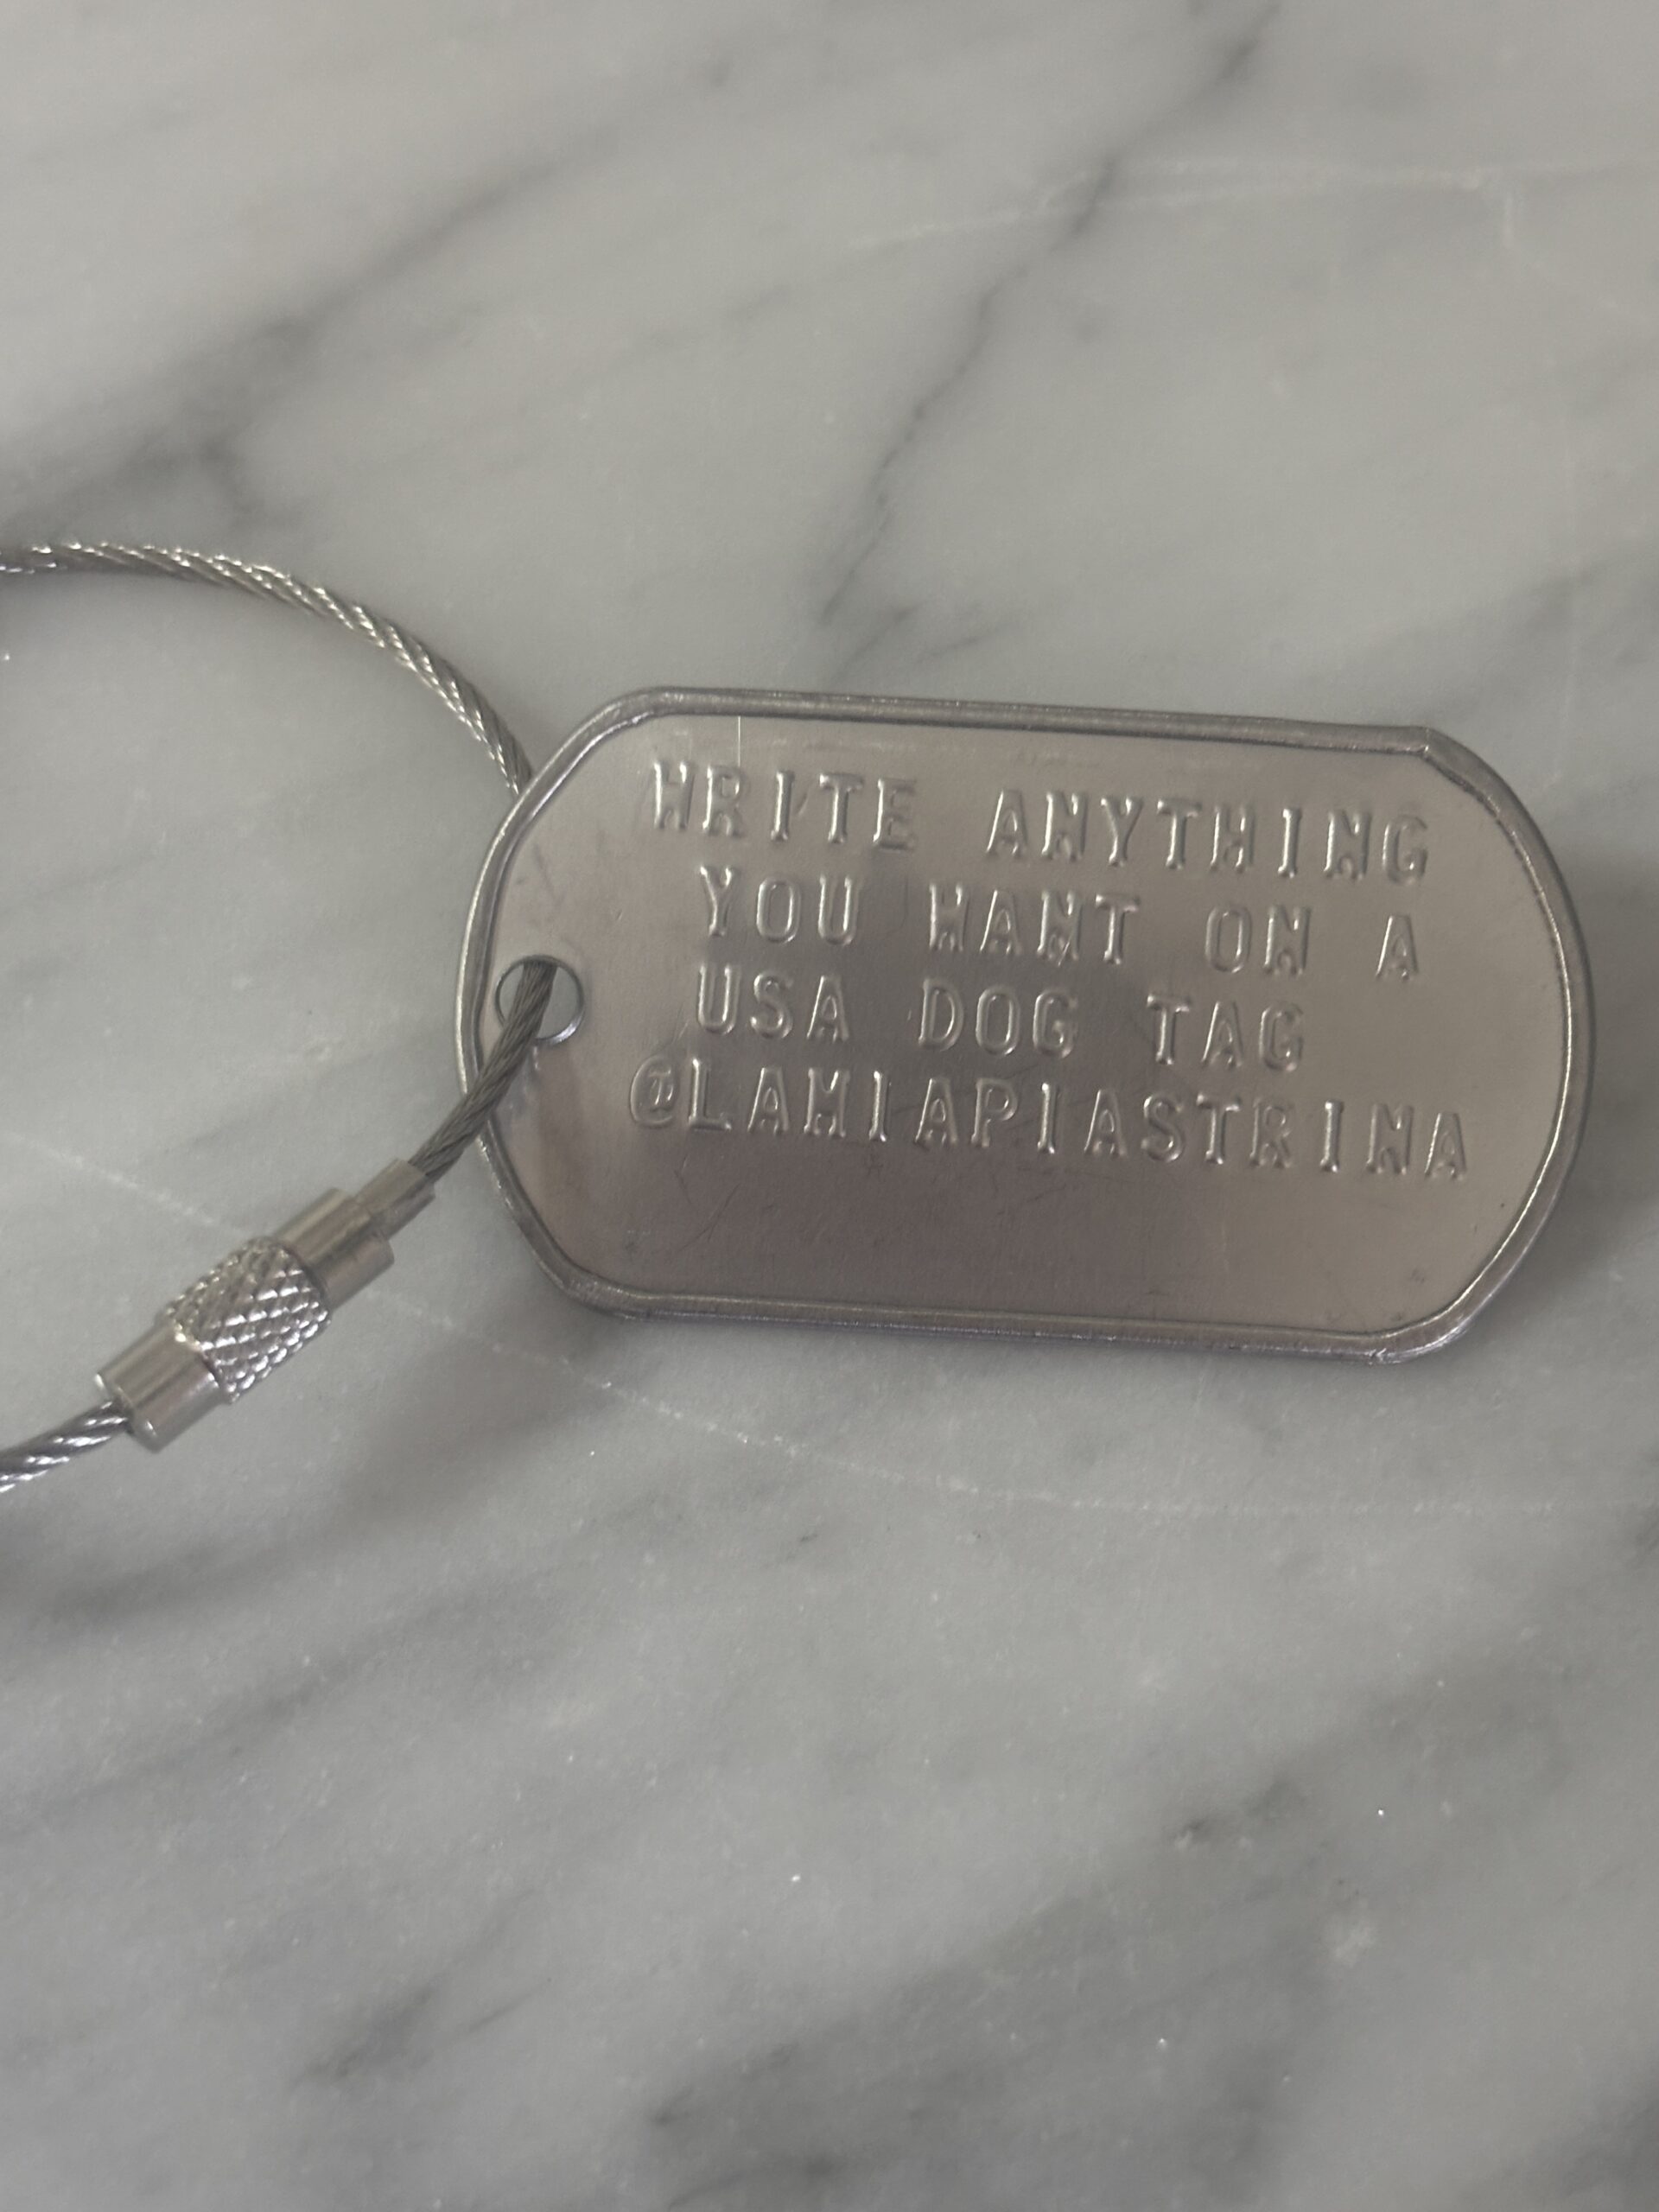 WRITE ANYTHING
YOU WANT ON A
USA DOG TAG
@LAMIAPIASTRINA